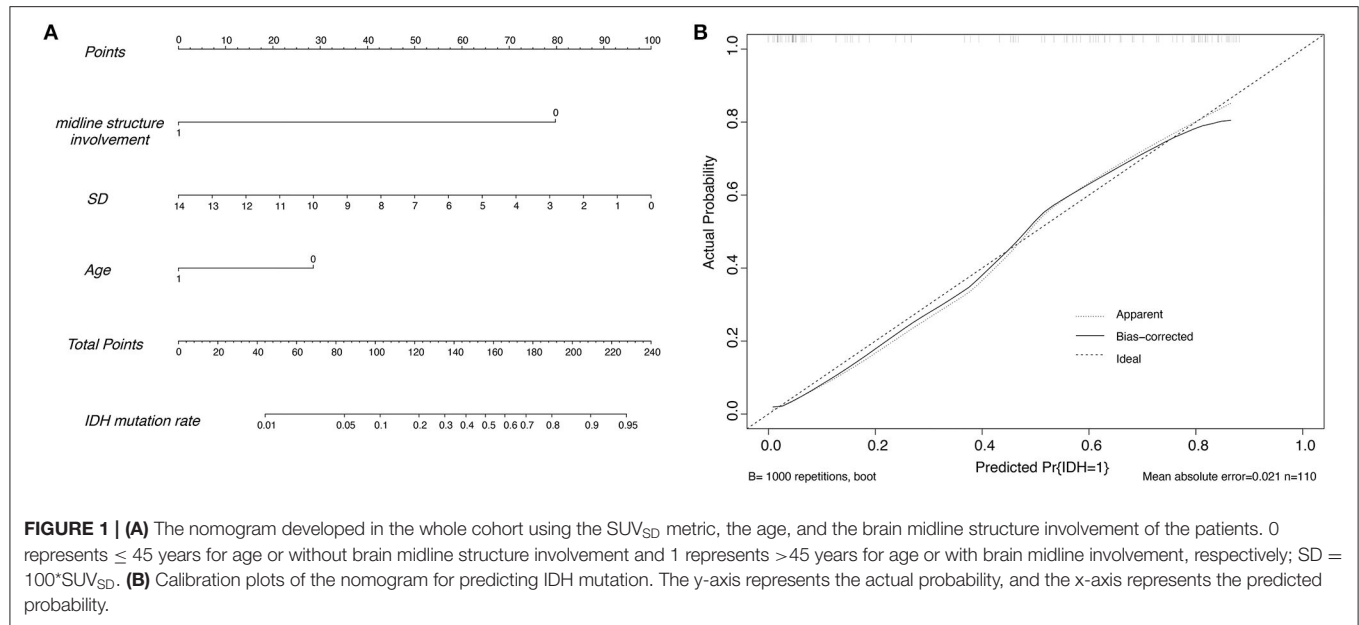 A
Points
0 10 20 30 40 50 60 70 80 90 100
midline structure
involvement
0
1
SD
14 13 12 11 10 9 8 7 6 5 4 3 2 1 0
Age
0
1
Total Points
0 20 40 60 80 100 120 140 160 180 200 220 240
IDH mutation rate
0.01 0.05 0.1 0.2 0.3 0.4 0.5 0.6 0.7 0.8 0.9 0.95
B
Actual Probability
1.0
0.8
0.6
0.4
0.2
0.0
Apparent
Bias-corrected
Ideal
0.0 0.2 0.4 0.6 0.8 1.0
Predicted Pr{IDH=1}
B= 1000 repetitions, boot
Mean absolute error=0.021 n=110
FIGURE 1 | (A) The nomogram developed in the whole cohort using the SUVSD metric, the age, and the brain midline structure involvement of the patients. 0
represents ≤ 45 years for age or without brain midline structure involvement and 1 represents >45 years for age or with brain midline involvement, respectively; SD =
100*SUVSD. (B) Calibration plots of the nomogram for predicting IDH mutation. The y-axis represents the actual probability, and the x-axis represents the predicted
probability.